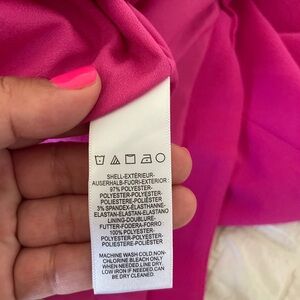 SHELL-EXTÉRIEUR-
AUßERHALB-FUORI-EXTERIOR
97% POLYESTER-
POLYESTER-POLYESTER-
POLIESTERE-POLIÉSTER
3% SPANDEX-ELASTHANNE-
ELASTAN-ELASTAN-ELASTANO
LINING-DOUBLURE-
FUTTER-FODERA-FORRO
100% POLYESTER-
POLYESTER-POLYESTER-
POLIESTERE-POLIÉSTER
MACHINE WASH COLD.NON-
CHLORINE BLEACH ONLY
WHEN NEEDED.LINE DRY.
LOW IRON IF NEEDED.CAN
BE DRY CLEANED.